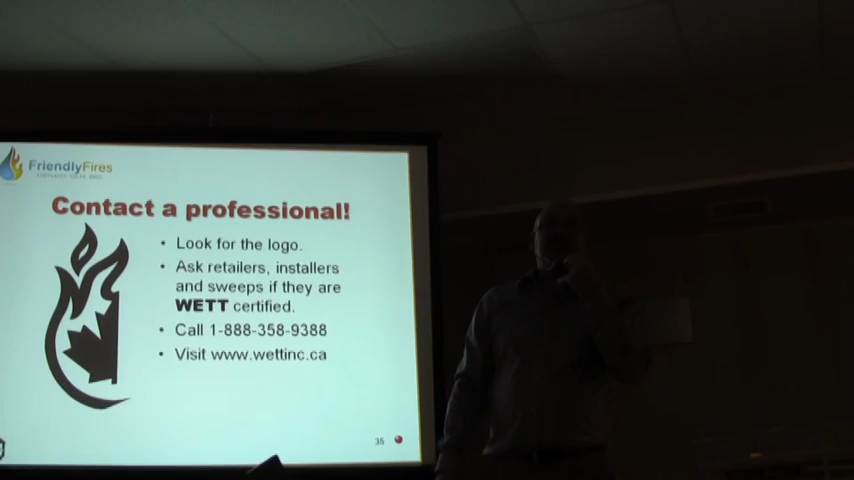 FriendlyFires
Contact a professional!
• Look for the logo.
• Ask retailers, installers
and sweeps if they are
WETT certified.
• Call 1-888-358-9388
• Visit www.wettinc.ca
35